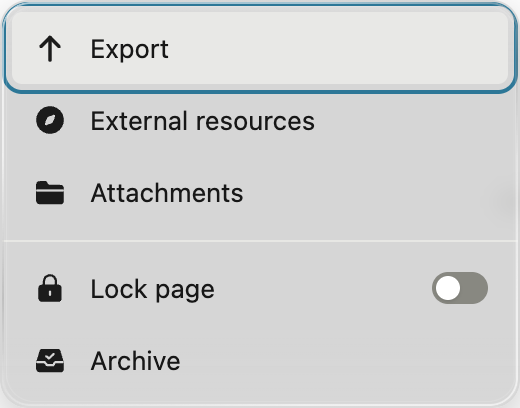 Export
External resources
Attachments
Lock page
Archive